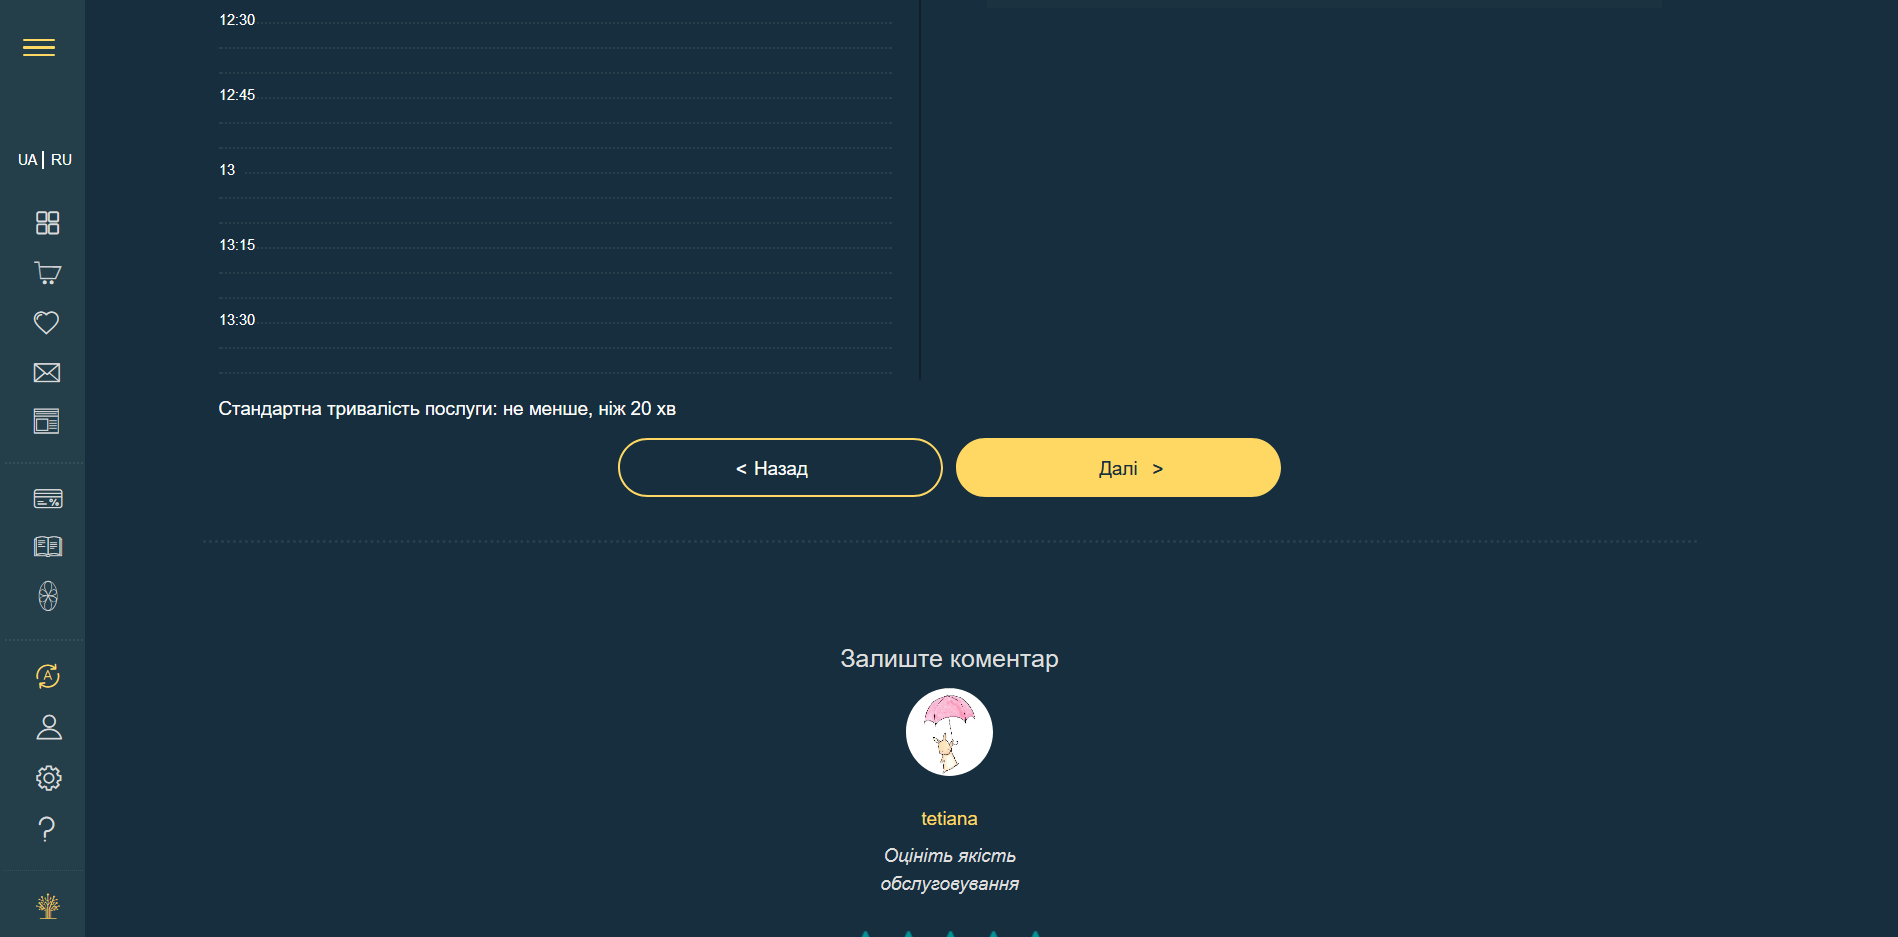 12:30
12:45
UA | RU
13
13:15
13:30
Стандартна тривалість послуги: не менше, ніж 20 хв
< Назад
Далі >
Залиште коментар
tetiana
Оцініть якість
обслуговування